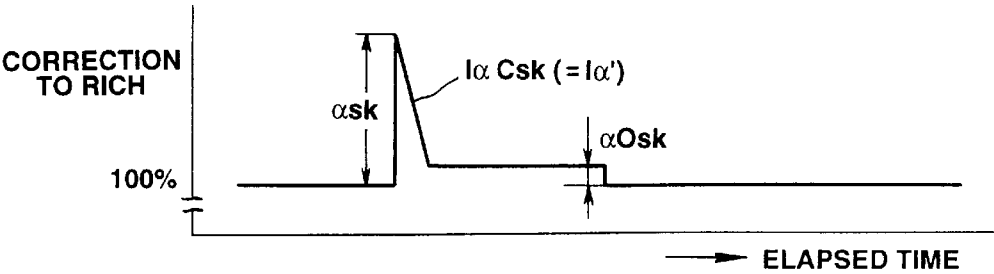 CORRECTION
TO RICH
Iα Csk (= Iα')
αsk
αOsk
100%
ELAPSED TIME